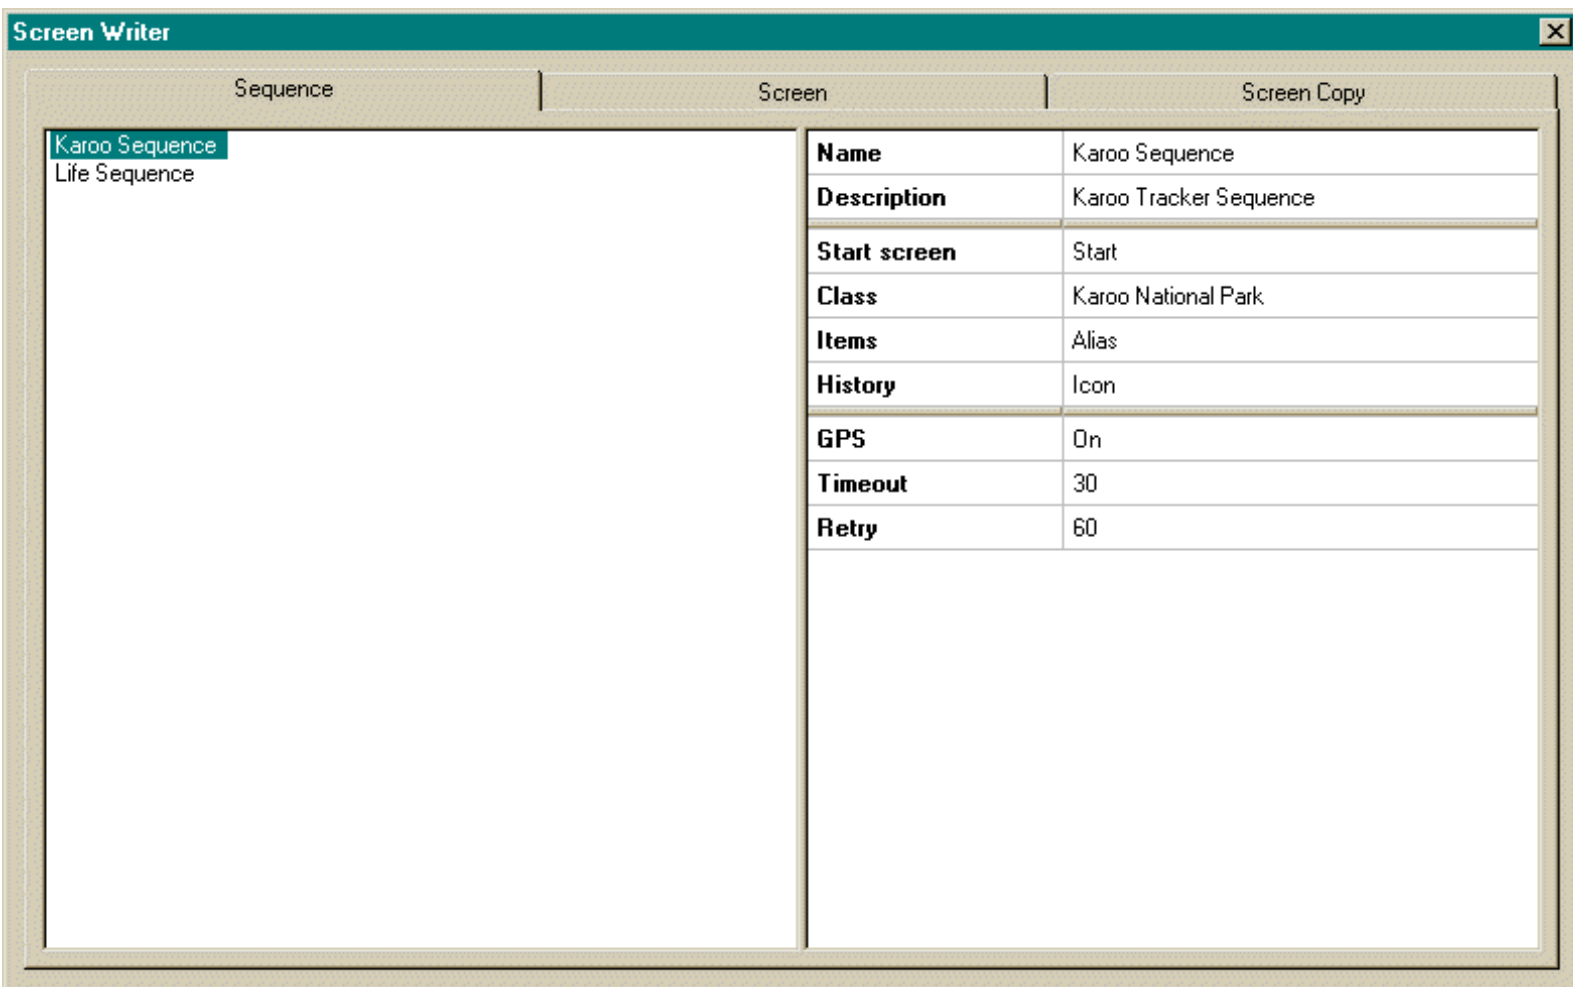 Screen Writer
Sequence Screen Screen Copy
Karoo Sequence
Life Sequence
Name Karoo Sequence
Description Karoo Tracker Sequence
Start screen Start
Class Karoo National Park
Items Alias
History Icon
GPS On
Timeout 30
Retry 60